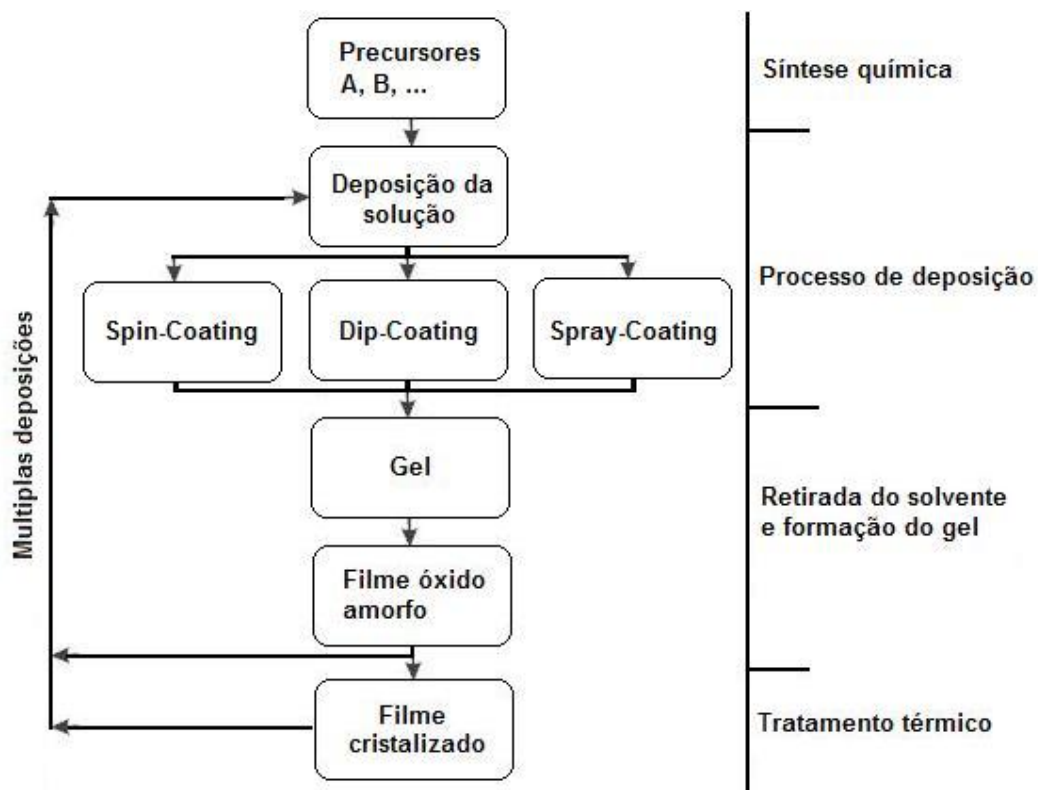 Precursores
A, B, ...
Síntese química
Deposição da
solução
Processo de deposição
Spin-Coating
Dip-Coating
Spray-Coating
Multiplas deposições
Gel
Retirada do solvente
e formação do gel
Filme óxido
amorfo
Filme
cristalizado
Tratamento térmico